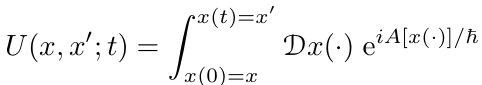 U(x, x′; t) = ∫_{x(0)=x}^{x(t)=x′} 𝒟x(·) e^{iA[x(·)]/ℏ}